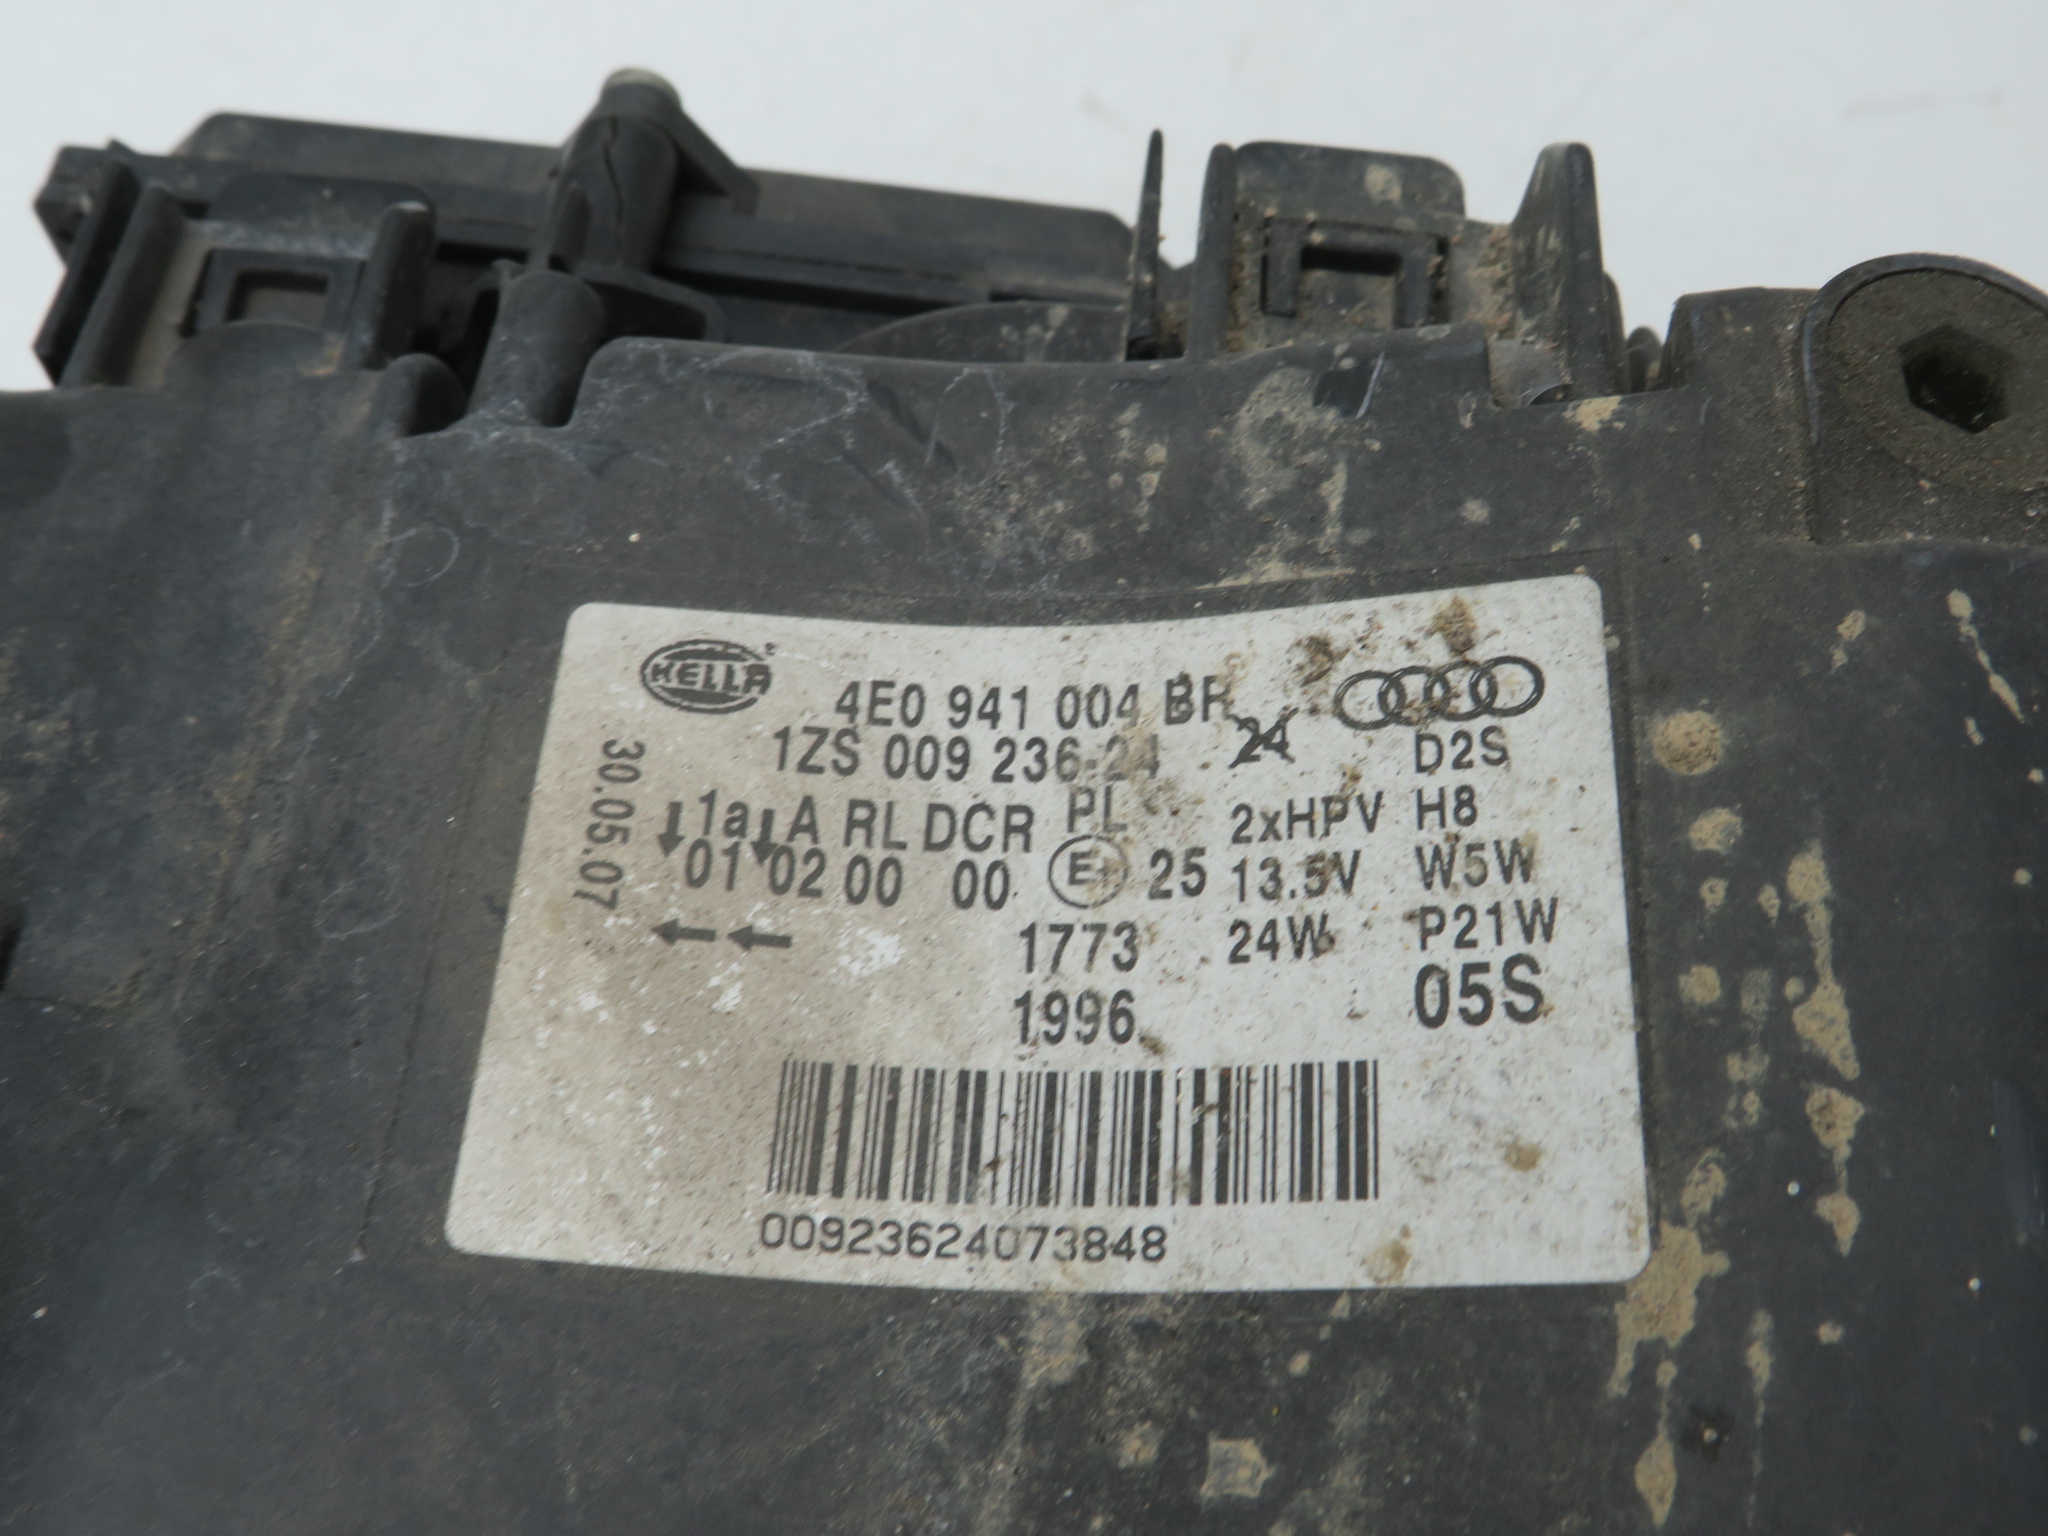 HELLA
4E0 941 004
1ZS 009 236-24 24 D2S
1a A RL DCR PL 2xHPV H8
01 02 00 00 E1 25 13.5V W5W
1773 24W P21W
1996 05S
30.05.07
00923624073848